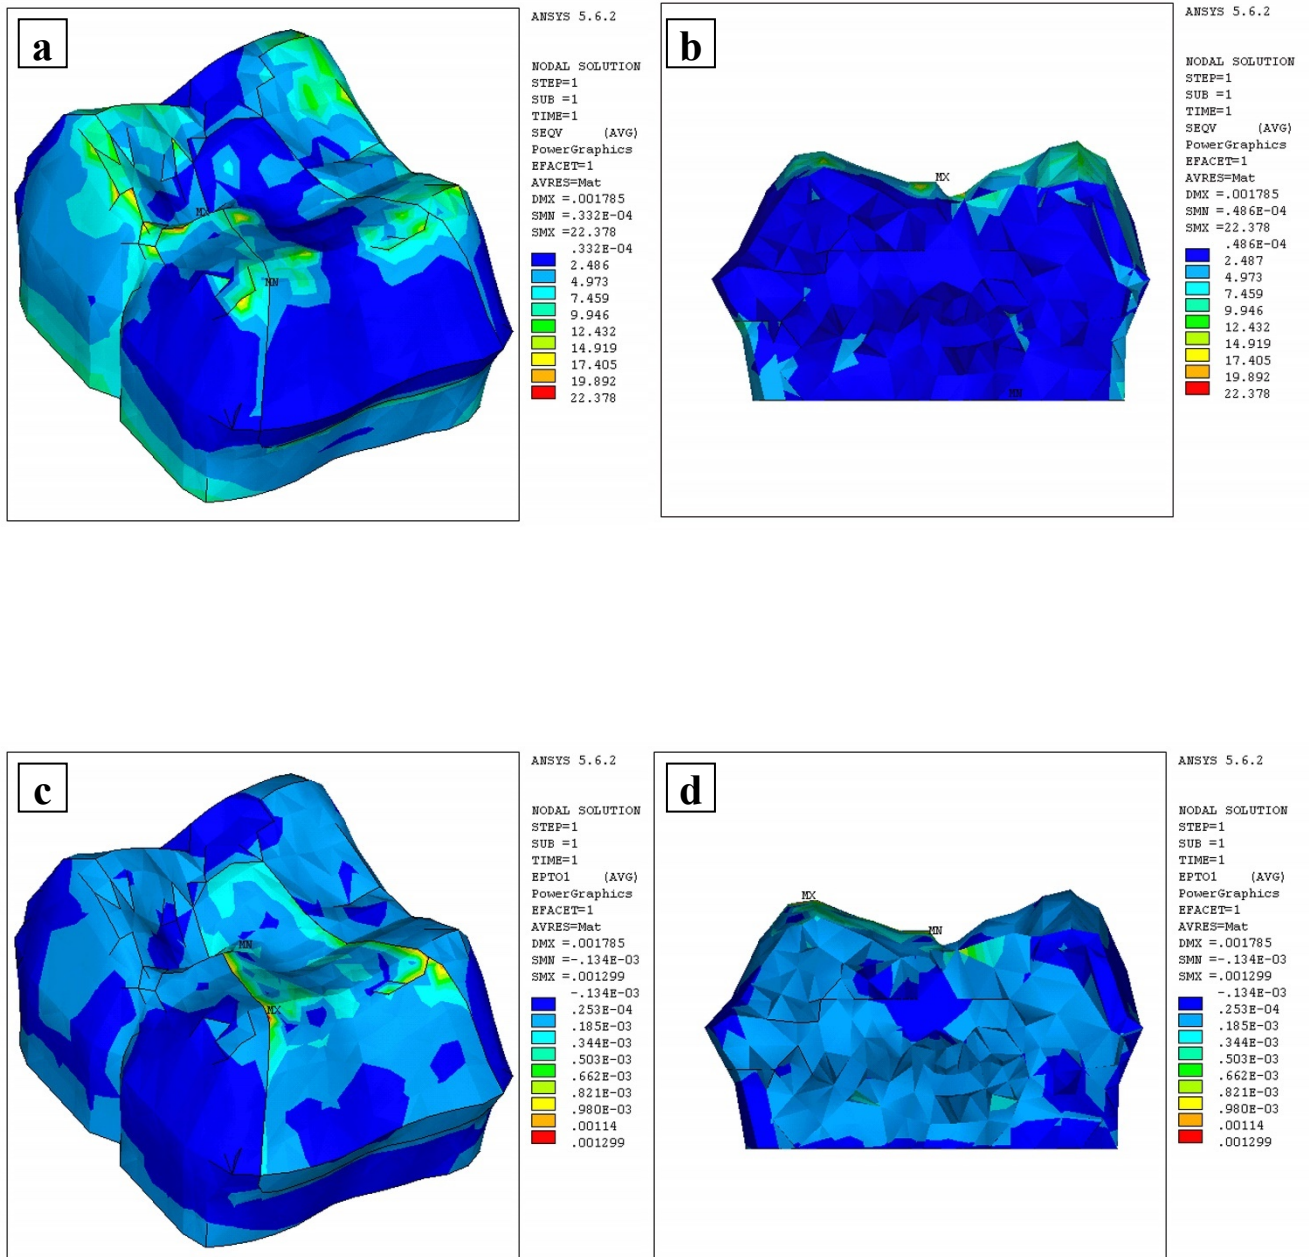 a
MX
MN
ANSYS 5.6.2
NODAL SOLUTION
STEP=1
SUB =1
TIME=1
SEQV (AVG)
PowerGraphics
EFACET=1
AVRES=Mat
DMX =.001785
SMN =.332E-04
SMX =22.378
.332E-04
2.486
4.973
7.459
9.946
12.432
14.919
17.405
19.892
22.378
b
MX
MN
ANSYS 5.6.2
NODAL SOLUTION
STEP=1
SUB =1
TIME=1
SEQV (AVG)
PowerGraphics
EFACET=1
AVRES=Mat
DMX =.001785
SMN =.486E-04
SMX =22.378
.486E-04
2.487
4.973
7.459
9.946
12.432
14.919
17.405
19.892
22.378
c
MN
MX
ANSYS 5.6.2
NODAL SOLUTION
STEP=1
SUB =1
TIME=1
EPTO1 (AVG)
PowerGraphics
EFACET=1
AVRES=Mat
DMX =.001785
SMN =-.134E-03
SMX =.001299
-.134E-03
.253E-04
.185E-03
.344E-03
.503E-03
.662E-03
.821E-03
.980E-03
.00114
.001299
d
MX
MN
ANSYS 5.6.2
NODAL SOLUTION
STEP=1
SUB =1
TIME=1
EPTO1 (AVG)
PowerGraphics
EFACET=1
AVRES=Mat
DMX =.001785
SMN =-.134E-03
SMX =.001299
-.134E-03
.253E-04
.185E-03
.344E-03
.503E-03
.662E-03
.821E-03
.980E-03
.00114
.001299